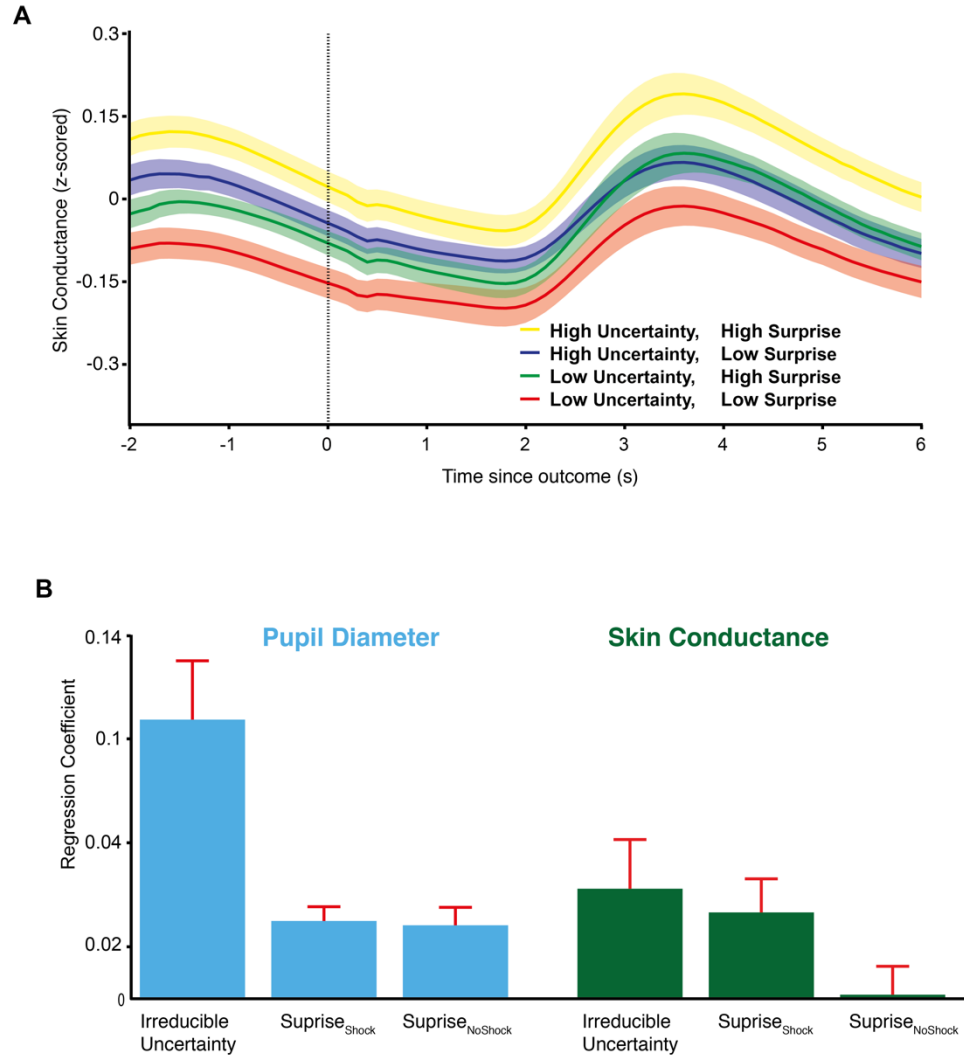 A
0.3
0.15
0
-0.15
-0.3
Skin Conductance (z-scored)
High Uncertainty, High Surprise
High Uncertainty, Low Surprise
Low Uncertainty, High Surprise
Low Uncertainty, Low Surprise
-2 -1 0 1 2 3 4 5 6
Time since outcome (s)
B
Pupil Diameter Skin Conductance
0.14
0.1
0.04
0.02
0
Regression Coefficient
Irreducible
Uncertainty
SupriseShock
SupriseNoShock
Irreducible
Uncertainty
SupriseShock
SupriseNoShock